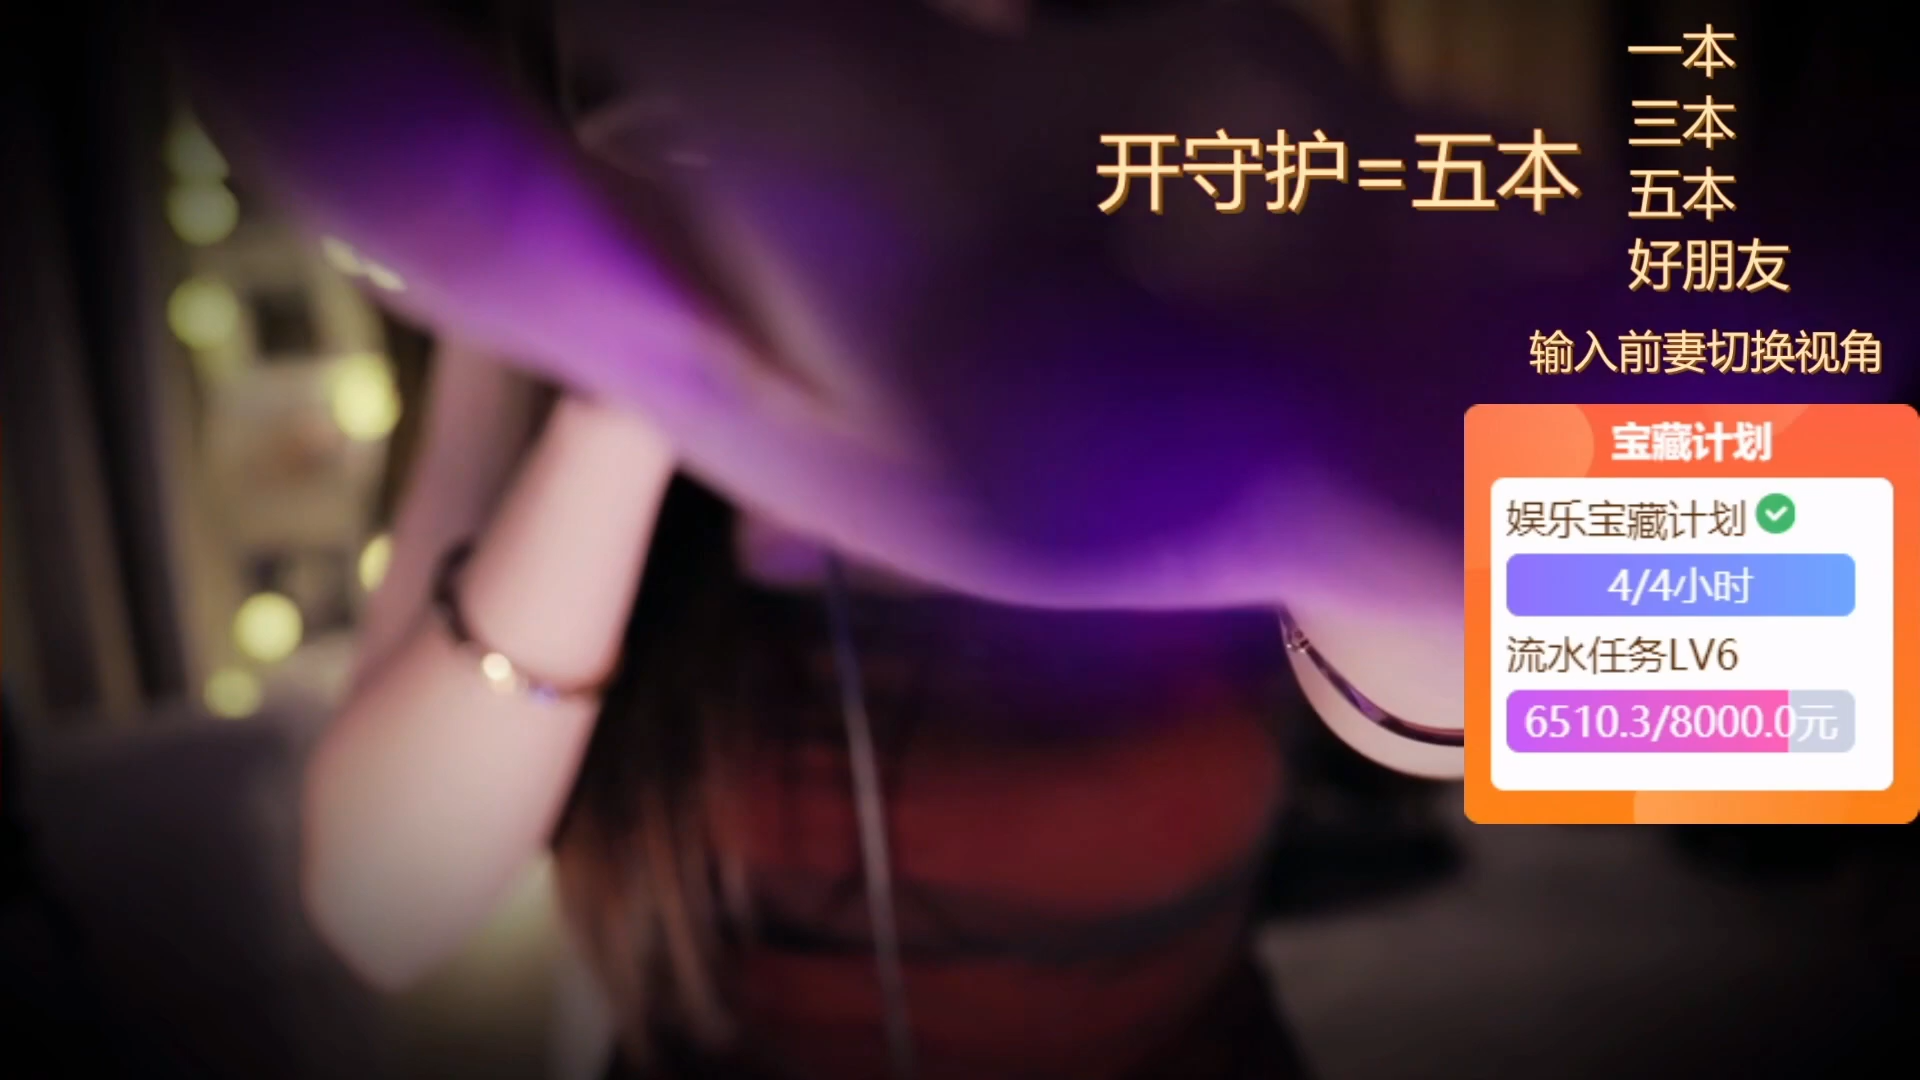 一本
三本
开守护=五本
五本
好朋友
输入前妻切换视角
宝藏计划
娱乐宝藏计划
4/4小时
流水任务LV6
6510.3/8000.0元